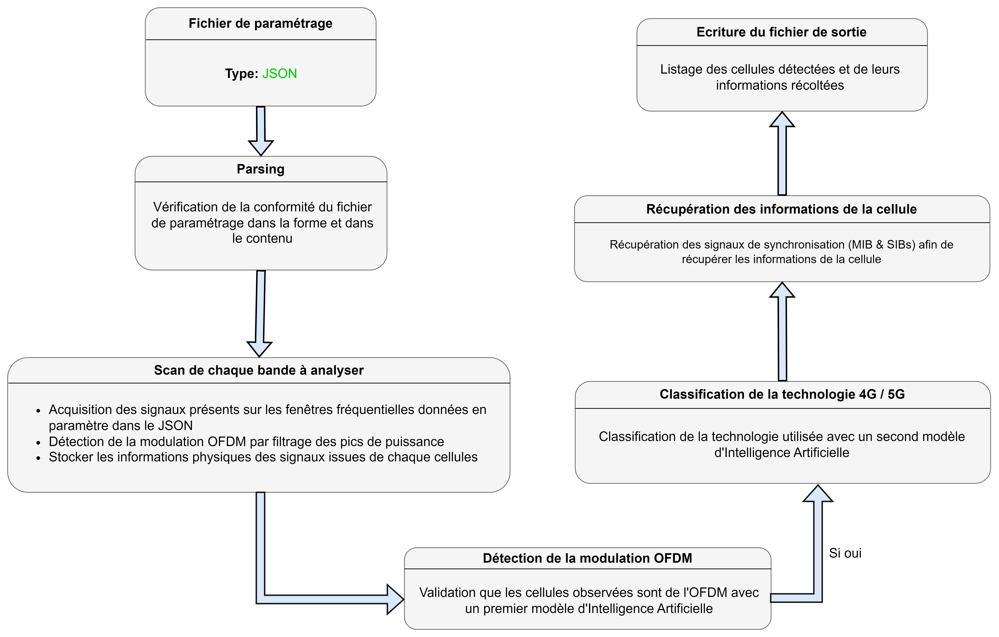 Fichier de paramétrage
Type: JSON
Parsing
Vérification de la conformité du fichier
de paramétrage dans la forme et dans
le contenu
Scan de chaque bande à analyser
• Acquisition des signaux présents sur les fenêtres fréquentielles données en
paramètre dans le JSON
• Détection de la modulation OFDM par filtrage des pics de puissance
• Stocker les informations physiques des signaux issues de chaque cellules
Détection de la modulation OFDM
Validation que les cellules observées sont de l'OFDM avec
un premier modèle d'Intelligence Artificielle
Si oui
Classification de la technologie 4G / 5G
Classification de la technologie utilisée avec un second modèle
d'Intelligence Artificielle
Récupération des informations de la cellule
Récupération des signaux de synchronisation (MIB & SIBs) afin de
récupérer les informations de la cellule
Ecriture du fichier de sortie
Listage des cellules détectées et de leurs
informations récoltées